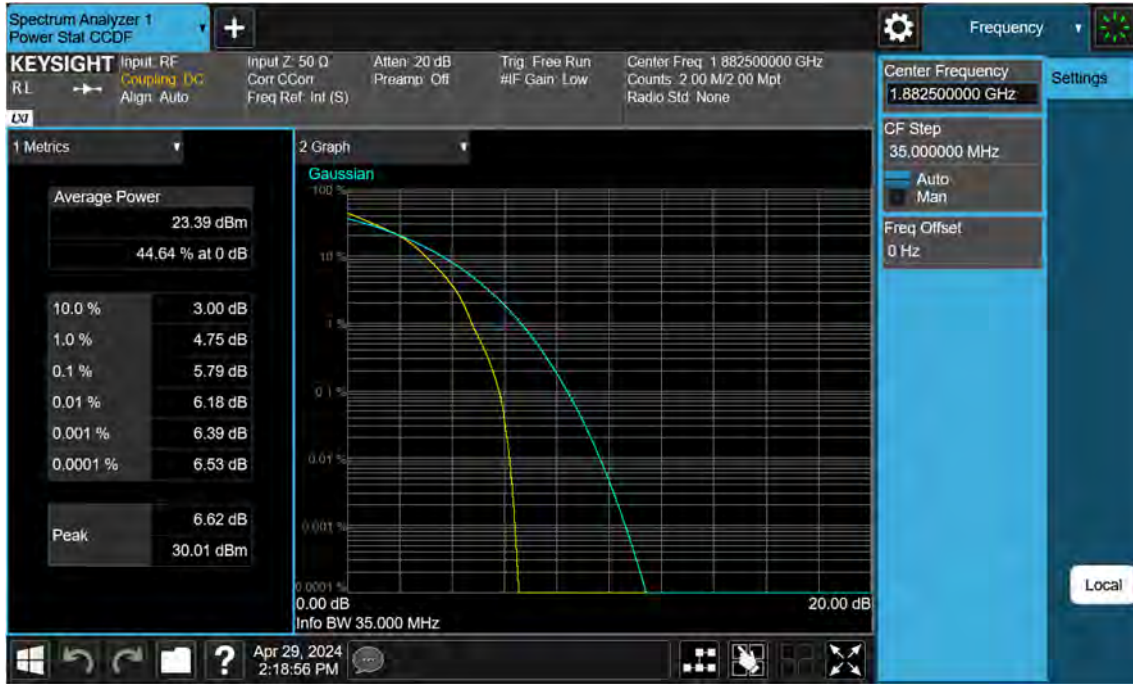 Spectrum Analyzer 1
Power Stat CCDF
Frequency
KEYSIGHT
Input: RF
Coupling: DC
Align: Auto
Input Z: 50 Ω
Corr CCorr
Freq Ref: Int (S)
Atten: 20 dB
Preamp: Off
Trig: Free Run
#IF Gain: Low
Center Freq: 1.882500000 GHz
Counts: 2.00 M/2.00 Mpt
Radio Std: None
RL
LXI
Center Frequency
1.882500000 GHz
Settings
CF Step
35.000000 MHz
Auto
Man
Freq Offset
0 Hz
1 Metrics
Average Power
23.39 dBm
44.64 % at 0 dB
10.0 % 3.00 dB
1.0 % 4.75 dB
0.1 % 5.79 dB
0.01 % 6.18 dB
0.001 % 6.39 dB
0.0001 % 6.53 dB
Peak
6.62 dB
30.01 dBm
2 Graph
Gaussian
100 %
10 %
1 %
0.1 %
0.01 %
0.001 %
0.0001 %
0.00 dB 20.00 dB
Info BW 35.000 MHz
Local
?
Apr 29, 2024
2:18:56 PM